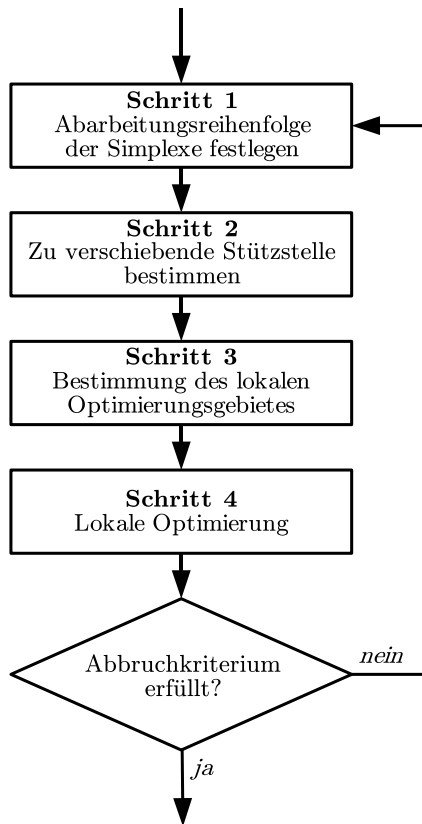 Schritt 1
Abarbeitungsreihenfolge
der Simplexe festlegen
Schritt 2
Zu verschiebende Stützstelle
bestimmen
Schritt 3
Bestimmung des lokalen
Optimierungsgebietes
Schritt 4
Lokale Optimierung
Abbruchkriterium
erfüllt?
nein
ja